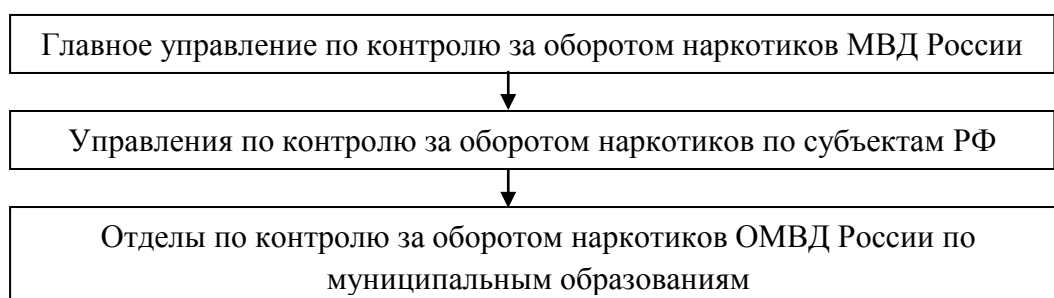 Главное управление по контролю за оборотом наркотиков МВД России
Управления по контролю за оборотом наркотиков по субъектам РФ
Отделы по контролю за оборотом наркотиков ОМВД России по
муниципальным образованиям